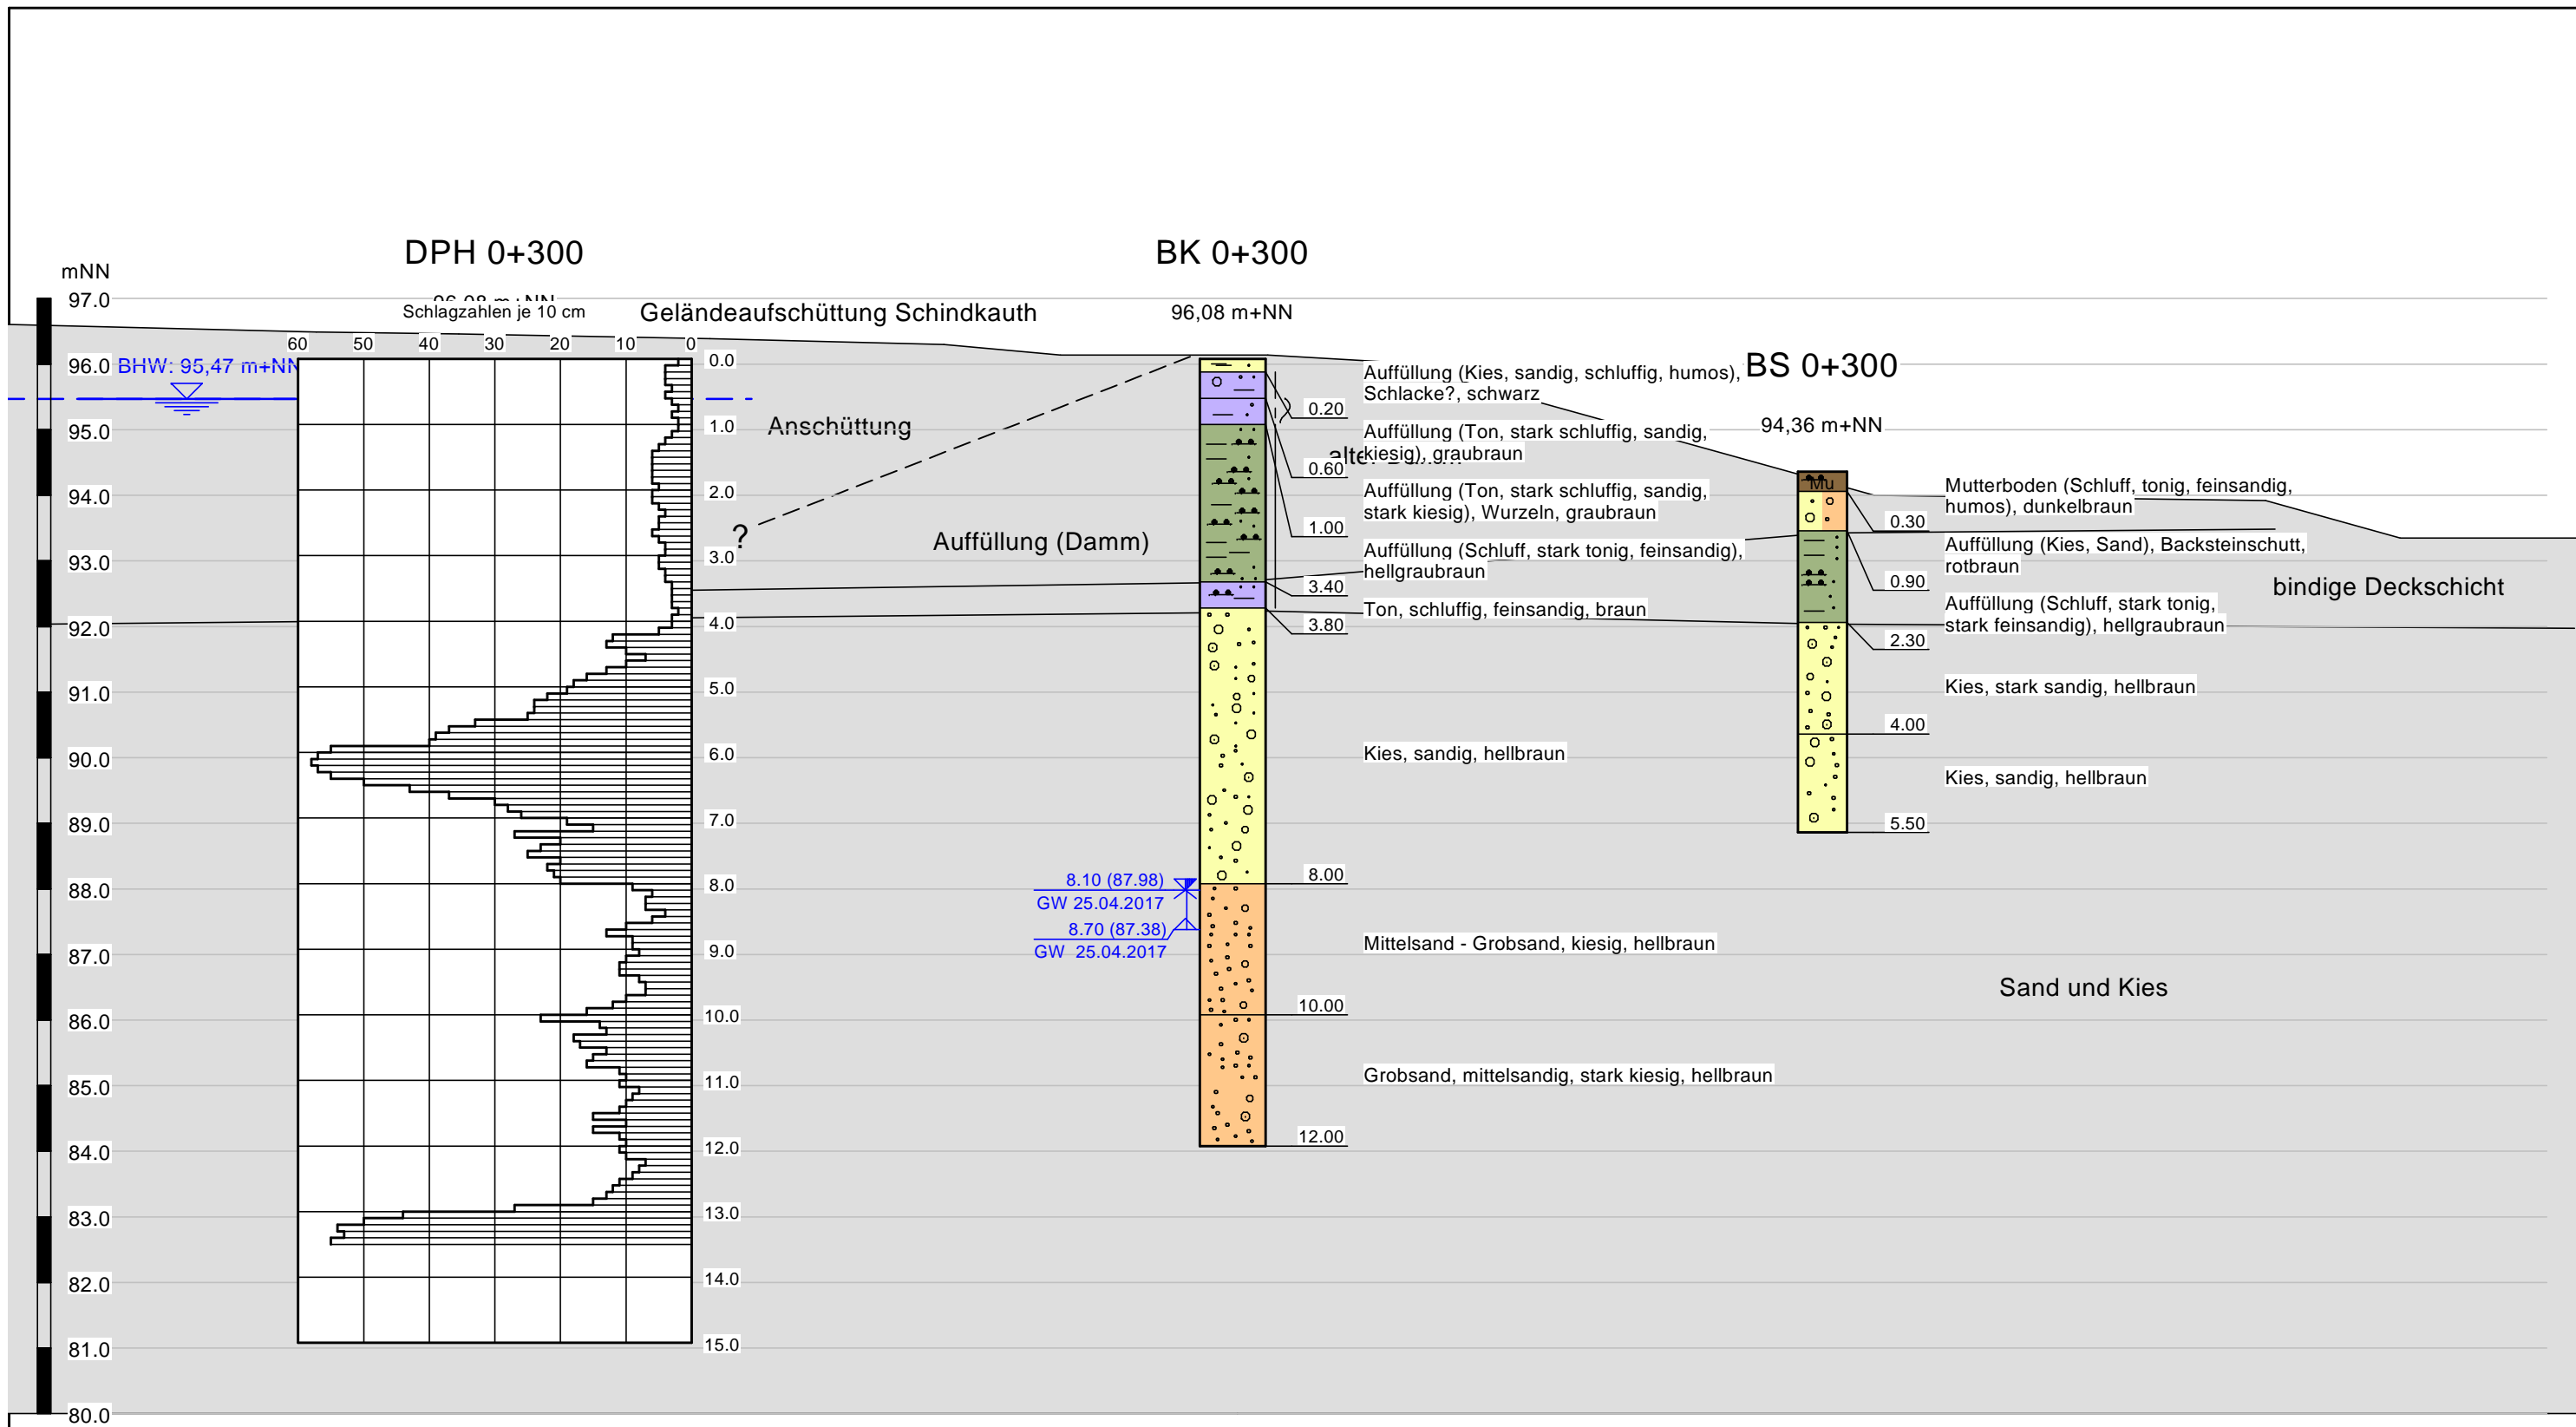 DPH 0+300
BK 0+300
mNN
97.0
96,08 m+NN
Schlagzahlen je 10 cm
Geländeaufschüttung Schindkauth
96,08 m+NN
60 50 40 30 20 10 0
BHW: 95,47 m+NN
BS 0+300
94,36 m+NN
96.0
95.0
94.0
93.0
92.0
91.0
90.0
89.0
88.0
87.0
86.0
85.0
84.0
83.0
82.0
81.0
80.0
0.0
1.0
2.0
3.0
4.0
5.0
6.0
7.0
8.0
9.0
10.0
11.0
12.0
13.0
14.0
15.0
Anschüttung
?
Auffüllung (Damm)
8.10 (87.98)
GW 25.04.2017
8.70 (87.38)
GW 25.04.2017
0.20
0.60
1.00
3.40
3.80
8.00
10.00
12.00
Auffüllung (Kies, sandig, schluffig, humos),
Schlacke?, schwarz
Auffüllung (Ton, stark schluffig, sandig,
kiesig), graubraun
alter
Auffüllung (Ton, stark schluffig, sandig,
stark kiesig), Wurzeln, graubraun
Auffüllung (Schluff, stark tonig, feinsandig),
hellgraubraun
Ton, schluffig, feinsandig, braun
Kies, sandig, hellbraun
Mittelsand - Grobsand, kiesig, hellbraun
Grobsand, mittelsandig, stark kiesig, hellbraun
Mu
0.30
0.90
2.30
4.00
5.50
Mutterboden (Schluff, tonig, feinsandig,
humos), dunkelbraun
Auffüllung (Kies, Sand), Backsteinschutt,
rotbraun
Auffüllung (Schluff, stark tonig,
stark feinsandig), hellgraubraun
Kies, stark sandig, hellbraun
Kies, sandig, hellbraun
bindige Deckschicht
Sand und Kies